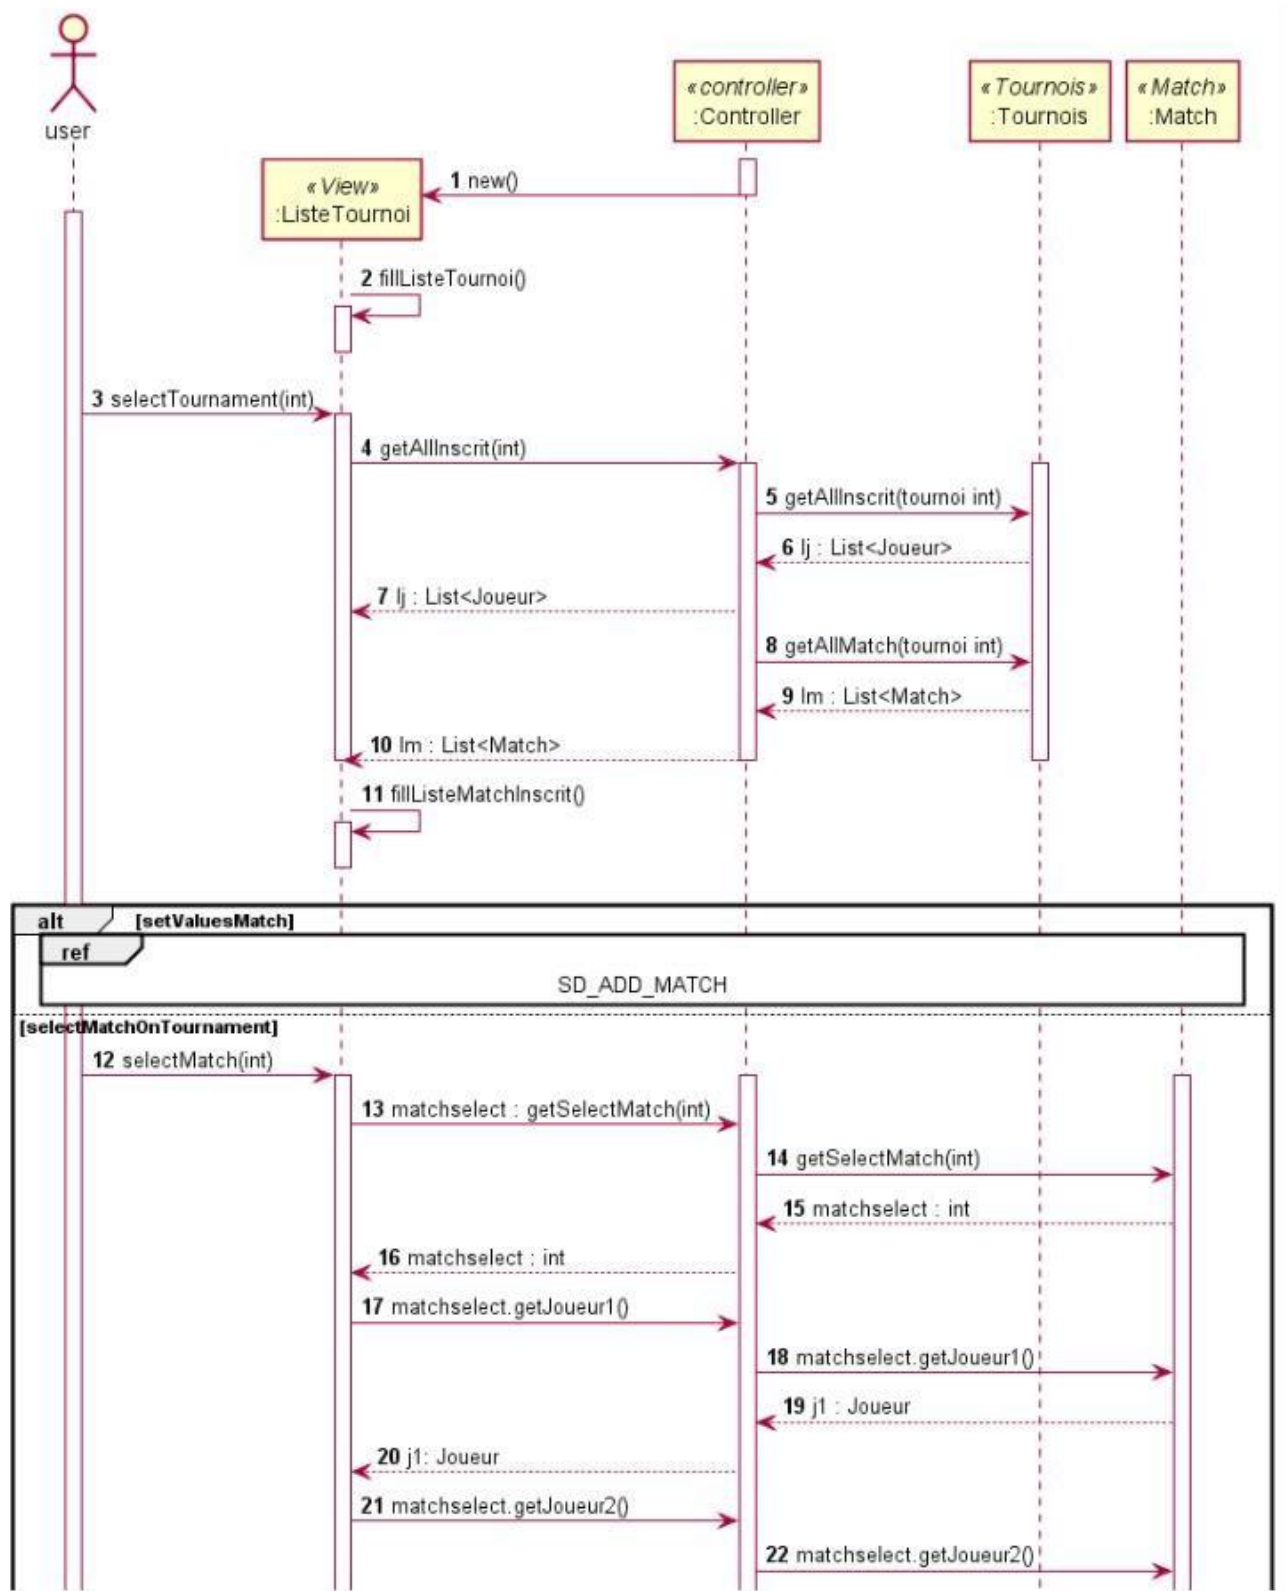 user
«controller»
:Controller
«Tournois»
:Tournois
«Match»
:Match
«View»
:ListeTournoi
1 new()
2 fillListeTournoi()
3 selectTournament(int)
4 getAllInscrit(int)
5 getAllInscrit(tournoi int)
6 lj : List<Joueur>
7 lj : List<Joueur>
8 getAllMatch(tournoi int)
9 lm : List<Match>
10 lm : List<Match>
11 fillListeMatchInscrit()
alt [setValuesMatch]
ref
SD_ADD_MATCH
[selectMatchOnTournament]
12 selectMatch(int)
13 matchselect : getSelectMatch(int)
14 getSelectMatch(int)
15 matchselect : int
16 matchselect : int
17 matchselect.getJoueur1()
18 matchselect.getJoueur1()
19 j1 : Joueur
20 j1: Joueur
21 matchselect.getJoueur2()
22 matchselect.getJoueur2()